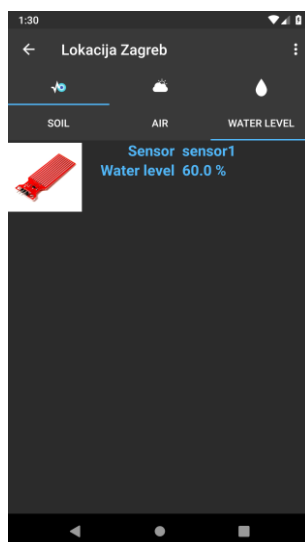 1:30
Lokacija Zagreb
SOIL AIR WATER LEVEL
Sensor sensor1
Water level 60.0 %